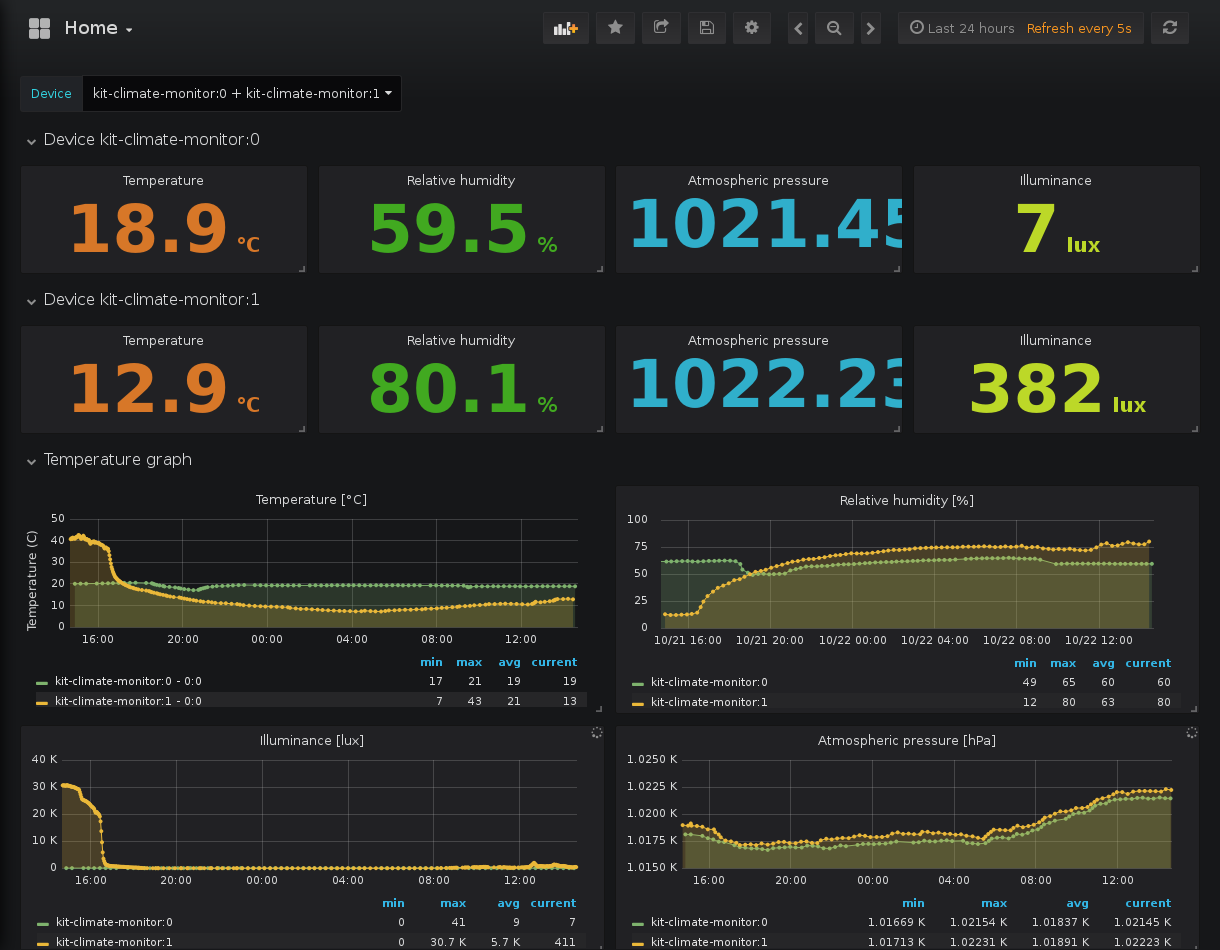 Home
Last 24 hours Refresh every 5s
Device kit-climate-monitor:0 + kit-climate-monitor:1
Device kit-climate-monitor:0
Temperature Relative humidity Atmospheric pressure Illuminance
18.9 °C 59.5 % 1021.45 7 lux
Device kit-climate-monitor:1
Temperature Relative humidity Atmospheric pressure Illuminance
12.9 °C 80.1 % 1022.23 382 lux
Temperature graph
Temperature [°C]
Temperature (C)
50
40
30
20
10
0
16:00 20:00 00:00 04:00 08:00 12:00
min max avg current
kit-climate-monitor:0 - 0:0 17 21 19 19
kit-climate-monitor:1 - 0:0 7 43 21 13
Relative humidity [%]
100
75
50
25
0
10/21 16:00 10/21 20:00 10/22 00:00 10/22 04:00 10/22 08:00 10/22 12:00
min max avg current
kit-climate-monitor:0 49 65 60 60
kit-climate-monitor:1 12 80 63 80
Illuminance [lux]
40 K
30 K
20 K
10 K
0
16:00 20:00 00:00 04:00 08:00 12:00
min max avg current
kit-climate-monitor:0 0 41 9 7
kit-climate-monitor:1 0 30.7 K 5.7 K 411
Atmospheric pressure [hPa]
1.0250 K
1.0225 K
1.0200 K
1.0175 K
1.0150 K
16:00 20:00 00:00 04:00 08:00 12:00
min max avg current
kit-climate-monitor:0 1.01669 K 1.02154 K 1.01837 K 1.02145 K
kit-climate-monitor:1 1.01713 K 1.02231 K 1.01891 K 1.02223 K